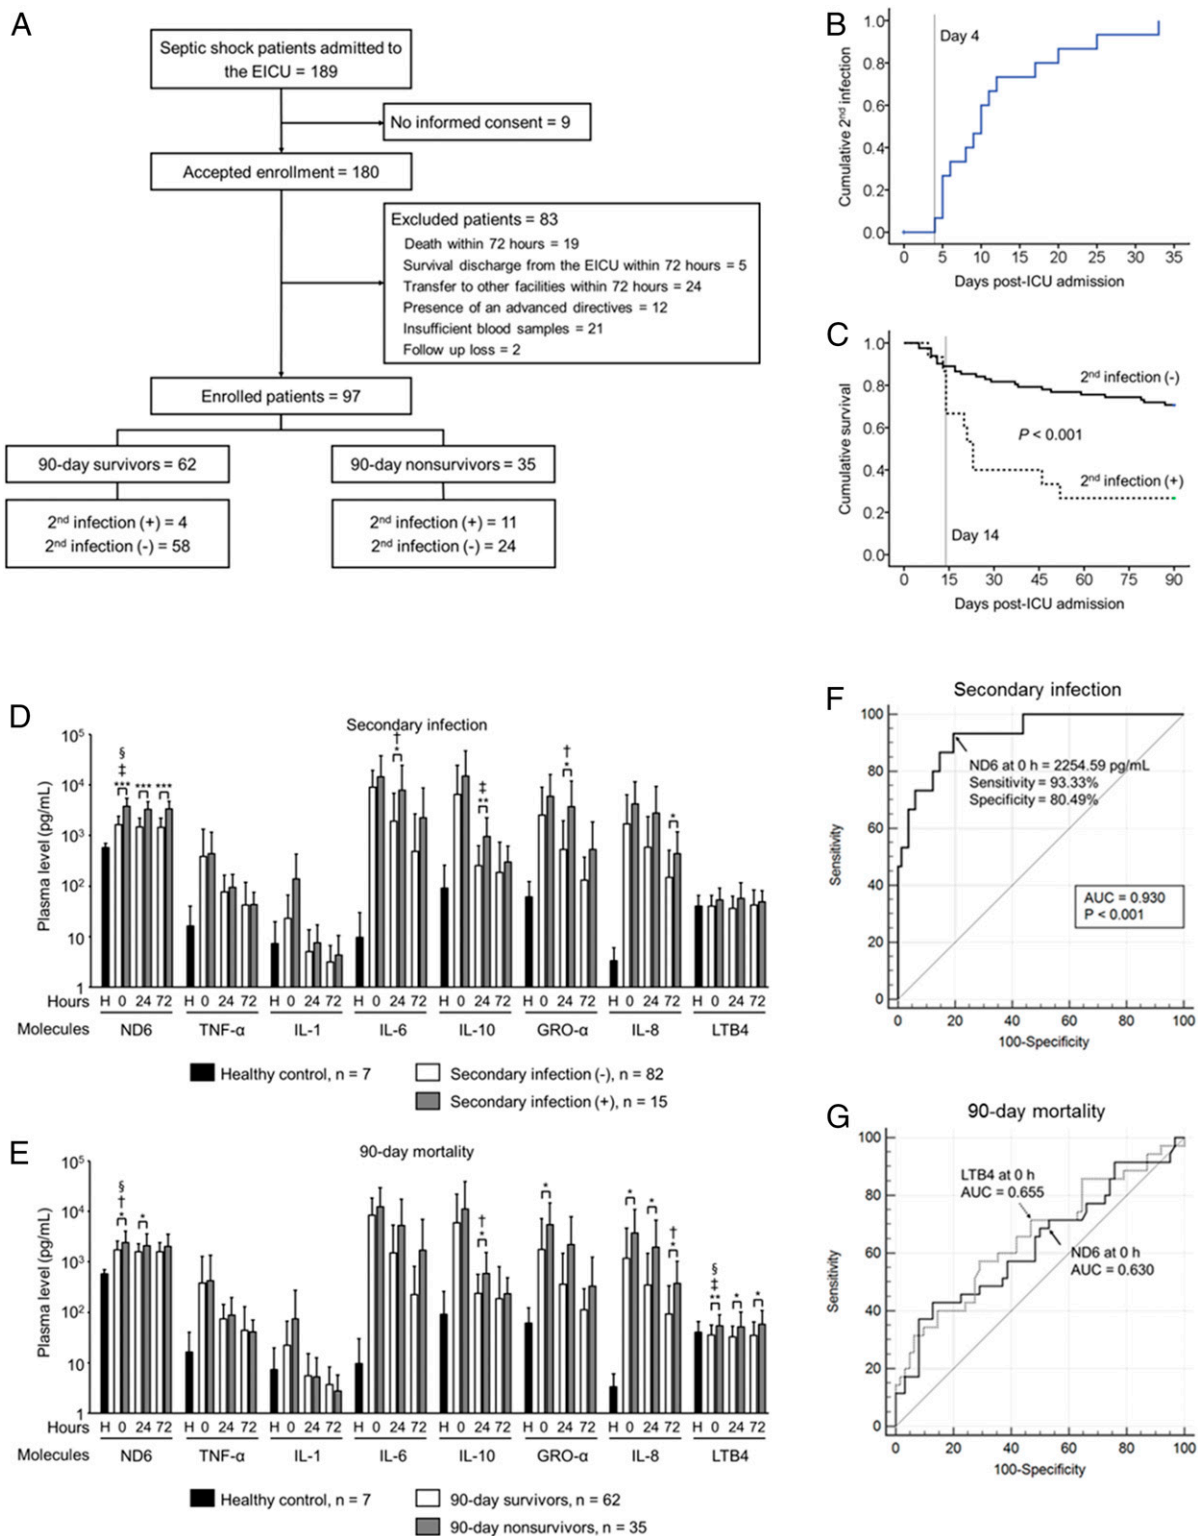 A
Septic shock patients admitted to
the EICU = 189
No informed consent = 9
Accepted enrollment = 180
Excluded patients = 83
Death within 72 hours = 19
Survival discharge from the EICU within 72 hours = 5
Transfer to other facilities within 72 hours = 24
Presence of an advanced directives = 12
Insufficient blood samples = 21
Follow up loss = 2
Enrolled patients = 97
90-day survivors = 62
90-day nonsurvivors = 35
2nd infection (+) = 4
2nd infection (-) = 58
2nd infection (+) = 11
2nd infection (-) = 24
B
Cumulative 2nd infection
1.0
0.8
0.6
0.4
0.2
0.0
Day 4
0 5 10 15 20 25 30 35
Days post-ICU admission
C
Cumulative survival
1.0
0.8
0.6
0.4
0.2
0.0
2nd infection (-)
P < 0.001
2nd infection (+)
Day 14
0 15 30 45 60 75 90
Days post-ICU admission
D
Secondary infection
Plasma level (pg/mL)
10⁵
10⁴
10³
10²
10
1
§
‡
*** *** ***
†
*
‡
**
†
*
*
Hours H 0 24 72 H 0 24 72 H 0 24 72 H 0 24 72 H 0 24 72 H 0 24 72 H 0 24 72 H 0 24 72
Molecules ND6 TNF-α IL-1 IL-6 IL-10 GRO-α IL-8 LTB4
Healthy control, n = 7
Secondary infection (-), n = 82
Secondary infection (+), n = 15
E
90-day mortality
Plasma level (pg/mL)
10⁵
10⁴
10³
10²
10
1
§
†
* *
†
*
*
* *
†
*
§
‡
** * *
Hours H 0 24 72 H 0 24 72 H 0 24 72 H 0 24 72 H 0 24 72 H 0 24 72 H 0 24 72 H 0 24 72
Molecules ND6 TNF-α IL-1 IL-6 IL-10 GRO-α IL-8 LTB4
Healthy control, n = 7
90-day survivors, n = 62
90-day nonsurvivors, n = 35
F
Secondary infection
Sensitivity
100
80
60
40
20
0
ND6 at 0 h = 2254.59 pg/mL
Sensitivity = 93.33%
Specificity = 80.49%
AUC = 0.930
P < 0.001
0 20 40 60 80 100
100-Specificity
G
90-day mortality
Sensitivity
100
80
60
40
20
0
LTB4 at 0 h
AUC = 0.655
ND6 at 0 h
AUC = 0.630
0 20 40 60 80 100
100-Specificity